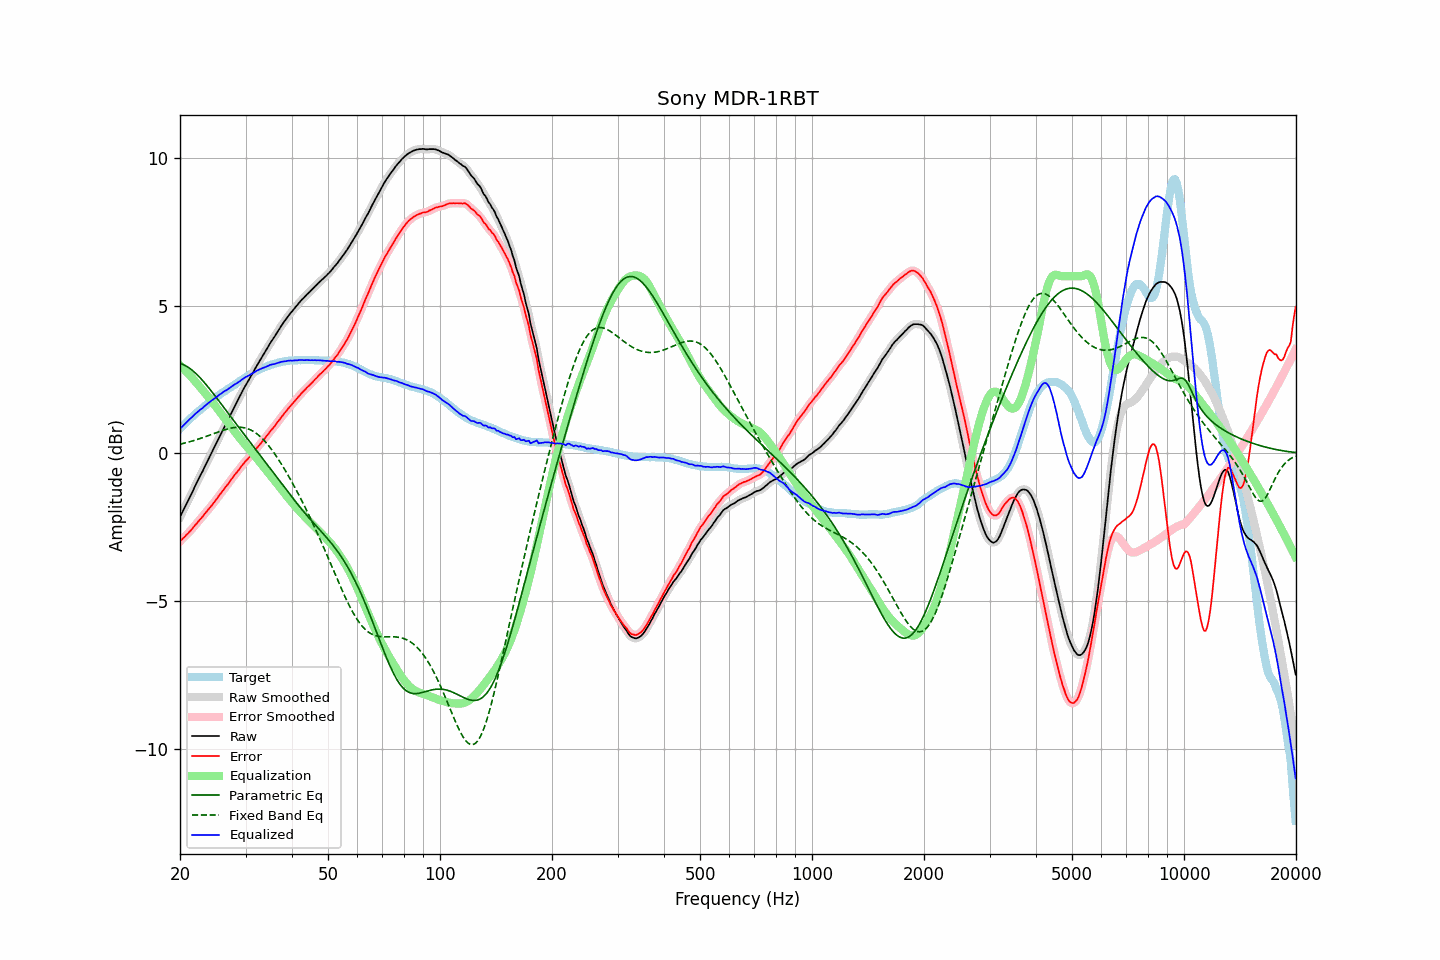 Sony MDR-1RBT
Amplitude (dBr)
10
5
0
−5
−10
Target
Raw Smoothed
Error Smoothed
Raw
Error
Equalization
Parametric Eq
Fixed Band Eq
Equalized
20 50 100 200 500 1000 2000 5000 10000 20000
Frequency (Hz)